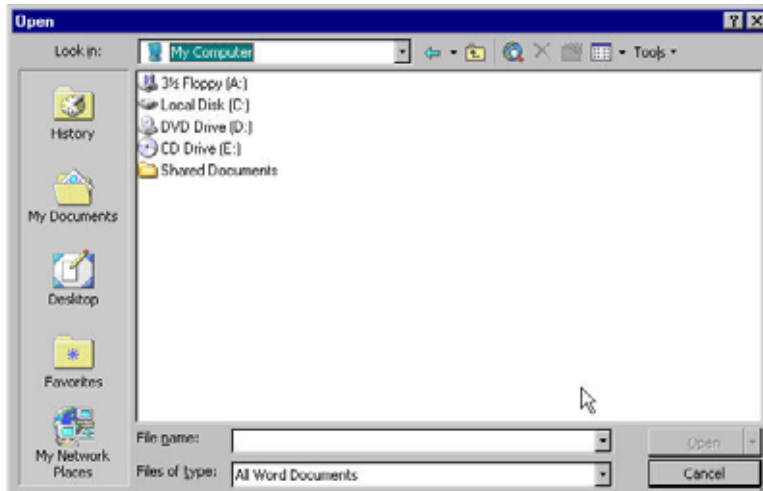 Open
Look in: My Computer Tools
3½ Floppy (A:)
Local Disk (C:)
DVD Drive (D:)
CD Drive (E:)
Shared Documents
History
My Documents
Desktop
Favorites
My Network
Places
File name:
Open
Files of type: All Word Documents
Cancel